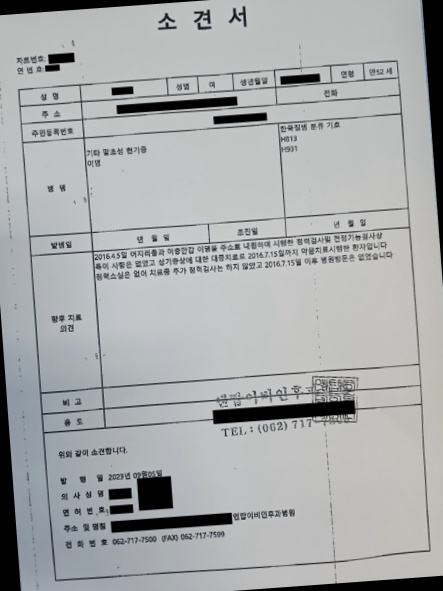 소견서
차트번호:
연 번 호:
성 명 성별 여 생년월일 연령 만52 세
주 소 전화
주민등록번호
병 명
기타 말초성 현기증
이명
한국질병 분류 기호
H813
H931
발병일 년 월 일 초진일 년 월 일
향후 치료
의견
2016.4.5일 어지러움과 이충만감 이명을 주소로 내원하여 시행한 청력검사및 전정기능검사상
특이 사항은 없었고 상기증상에 대한 대증치료로 2016.7.15일까지 약물치료시행한 환자입니다
청력소실은 없어 치료중 추가 청력검사는 하지 않았고 2016.7.15일 이후 병원방문은 없었습니다
비 고
용 도
이비인후과
TEL : (062) 717
위와 같이 소견합니다.
발 행 일 2023년 09월05일
의 사 성 명
면 허 번 호
주소 및 명칭 이비인후과병원
전 화 번 호 062-717-7500 (FAX) 062-717-7599